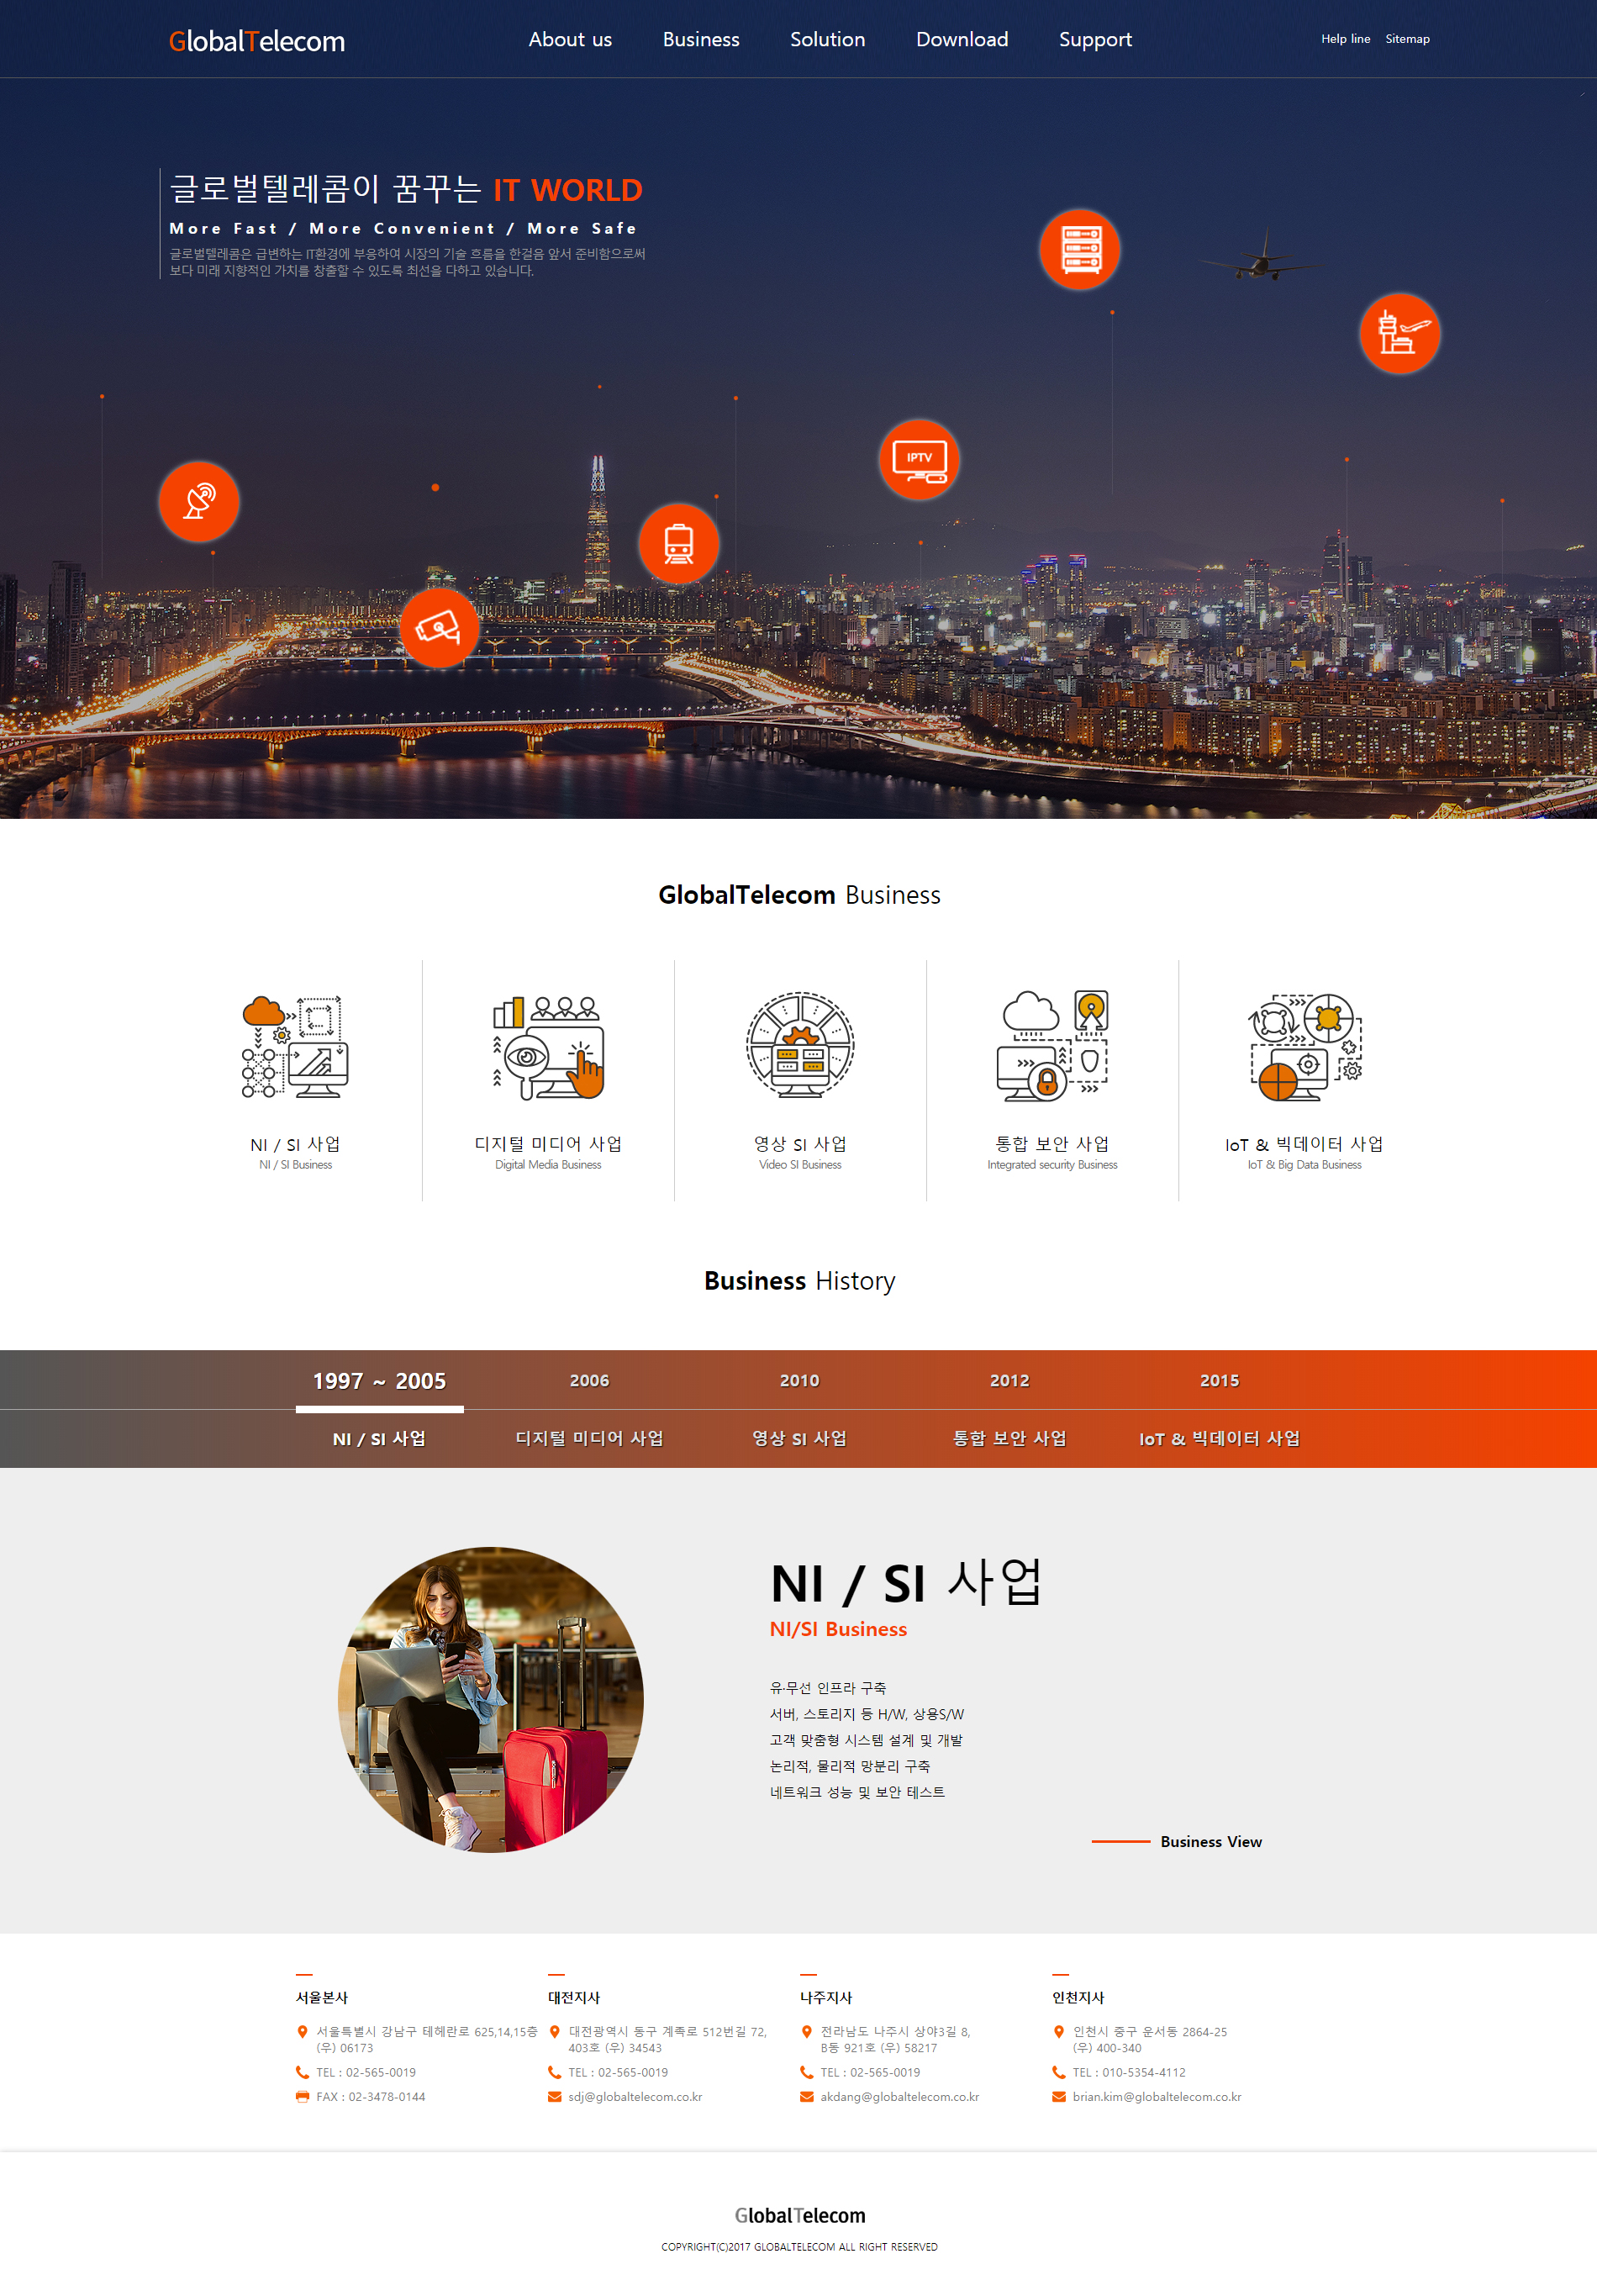 GlobalTelecom
About us
Business
Solution
Download
Support
Help line
Sitemap
글로벌텔레콤이 꿈꾸는 IT WORLD
More Fast / More Convenient / More Safe
글로벌텔레콤은 급변하는 IT환경에 부응하여 시장의 기술 흐름을 한걸음 앞서 준비함으로써
보다 미래 지향적인 가치를 창출할 수 있도록 최선을 다하고 있습니다.
IPTV
GlobalTelecom Business
NI / SI 사업
NI / SI Business
디지털 미디어 사업
Digital Media Business
영상 SI 사업
Video SI Business
통합 보안 사업
Integrated security Business
IoT & 빅데이터 사업
IoT & Big Data Business
Business History
1997 ~ 2005
2006
2010
2012
2015
NI / SI 사업
디지털 미디어 사업
영상 SI 사업
통합 보안 사업
IoT & 빅데이터 사업
NI / SI 사업
NI/SI Business
유·무선 인프라 구축
서버, 스토리지 등 H/W, 상용S/W
고객 맞춤형 시스템 설계 및 개발
논리적, 물리적 망분리 구축
네트워크 성능 및 보안 테스트
Business View
서울본사
서울특별시 강남구 테헤란로 625,14,15층
(우) 06173
TEL : 02-565-0019
FAX : 02-3478-0144
대전지사
대전광역시 동구 계족로 512번길 72,
403호 (우) 34543
TEL : 02-565-0019
sdj@globaltelecom.co.kr
나주지사
전라남도 나주시 상야3길 8,
B동 921호 (우) 58217
TEL : 02-565-0019
akdang@globaltelecom.co.kr
인천지사
인천시 중구 운서동 2864-25
(우) 400-340
TEL : 010-5354-4112
brian.kim@globaltelecom.co.kr
GlobalTelecom
COPYRIGHT(C)2017 GLOBALTELECOM ALL RIGHT RESERVED